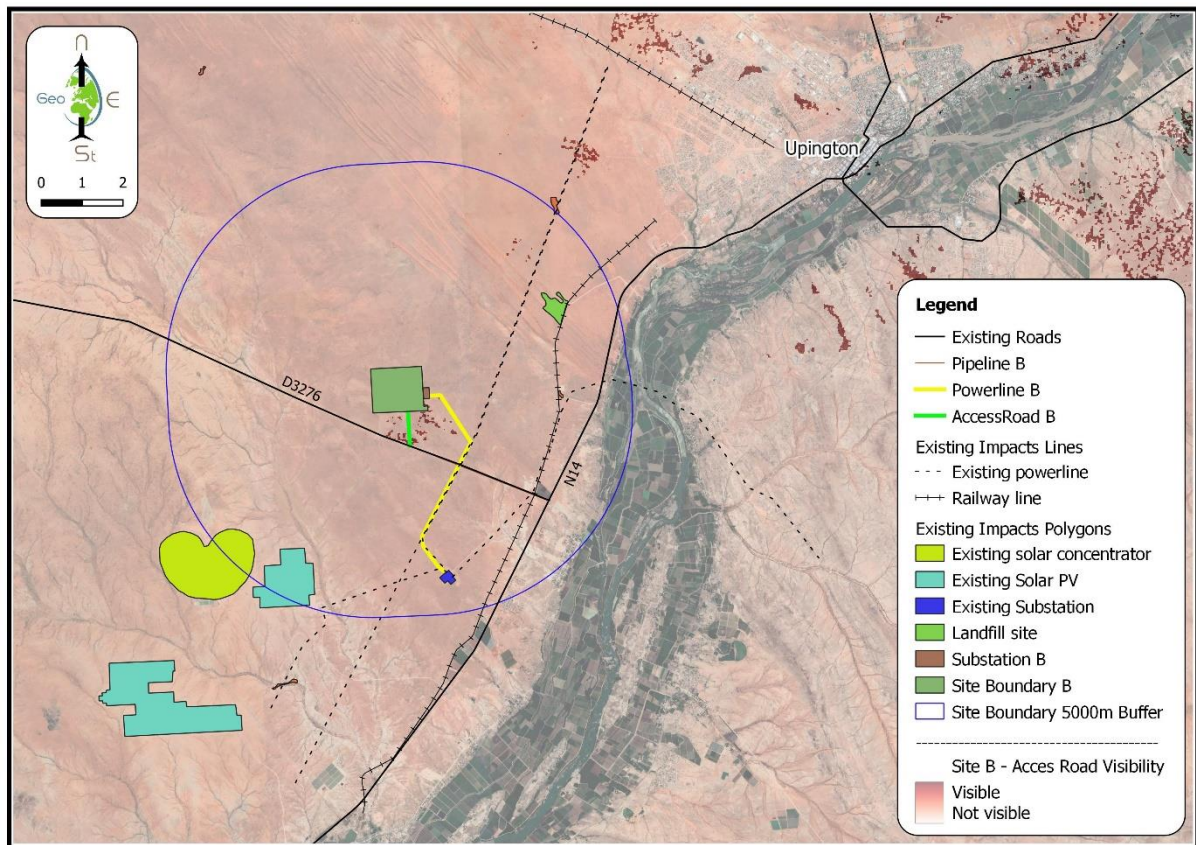 n
Geo
E
St
0 1 2
Upington
D3276
N14
Legend
Existing Roads
Pipeline B
Powerline B
AccessRoad B
Existing Impacts Lines
Existing powerline
Railway line
Existing Impacts Polygons
Existing solar concentrator
Existing Solar PV
Existing Substation
Landfill site
Substation B
Site Boundary B
Site Boundary 5000m Buffer
Site B - Acces Road Visibility
Visible
Not visible